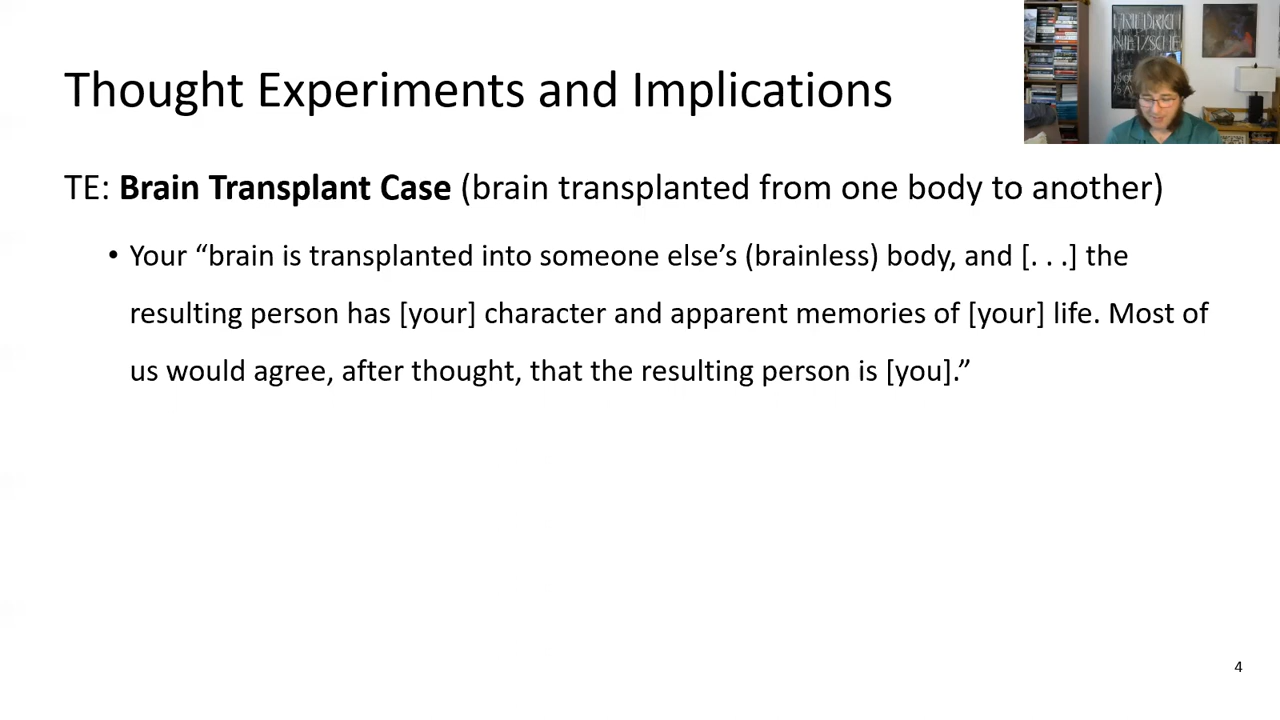 Thought Experiments and Implications
FRIEDRICH
NIETZSCHE
TE: Brain Transplant Case (brain transplanted from one body to another)
• Your “brain is transplanted into someone else’s (brainless) body, and [. . .] the
resulting person has [your] character and apparent memories of [your] life. Most of
us would agree, after thought, that the resulting person is [you].”
4